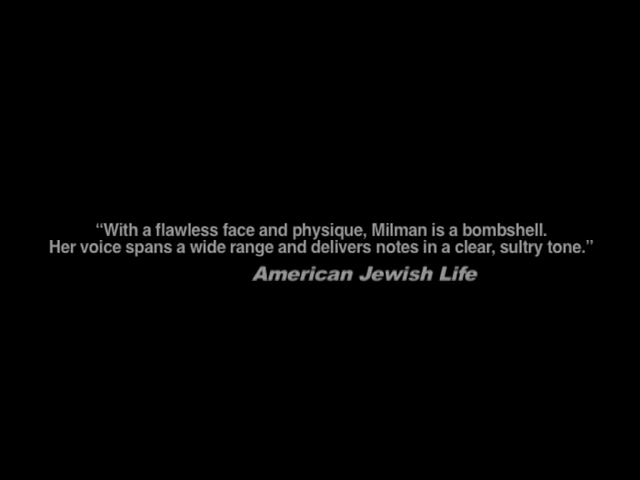 “With a flawless face and physique, Milman is a bombshell.
Her voice spans a wide range and delivers notes in a clear, sultry tone.”
American Jewish Life